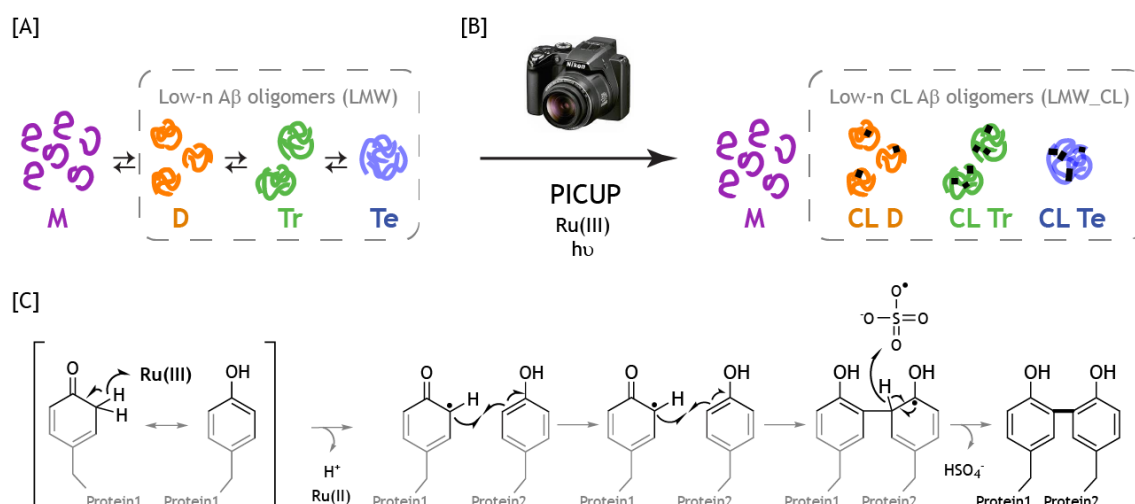 [A]
[B]
Nikon
Low-n Aβ oligomers (LMW)
Low-n CL Aβ oligomers (LMW_CL)
M
D
Tr
Te
PICUP
Ru(III)
hυ
M
CL D
CL Tr
CL Te
[C]
O
H
H
Ru(III)
OH
Protein1
Protein1
H⁺
Ru(II)
O
H
OH
Protein1
Protein2
O
H
OH
Protein1
Protein2
O•
⁻O S O
O
OH
H
OH
Protein1
Protein2
HSO₄⁻
OH
OH
Protein1
Protein2